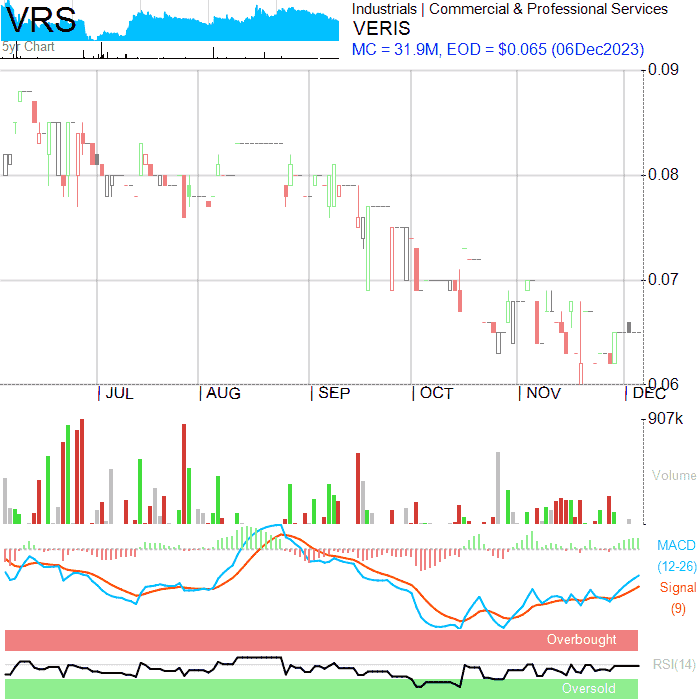 VRS
5yr Chart
Industrials | Commercial & Professional Services
VERIS
MC = 31.9M, EOD = $0.065 (06Dec2023)
0.09
0.08
0.07
0.06
JUL
AUG
SEP
OCT
NOV
DEC
907k
Volume
MACD
(12-26)
Signal
(9)
Overbought
RSI(14)
Oversold